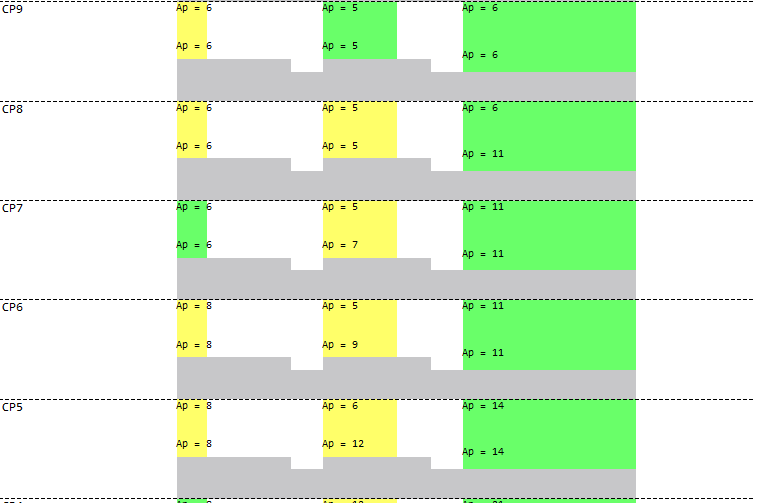 CP9 Ap = 6 Ap = 5 Ap = 6
Ap = 6 Ap = 5 Ap = 6
CP8 Ap = 6 Ap = 5 Ap = 6
Ap = 6 Ap = 5 Ap = 11
CP7 Ap = 6 Ap = 5 Ap = 11
Ap = 6 Ap = 7 Ap = 11
CP6 Ap = 8 Ap = 5 Ap = 11
Ap = 8 Ap = 9 Ap = 11
CP5 Ap = 8 Ap = 6 Ap = 14
Ap = 8 Ap = 12 Ap = 14